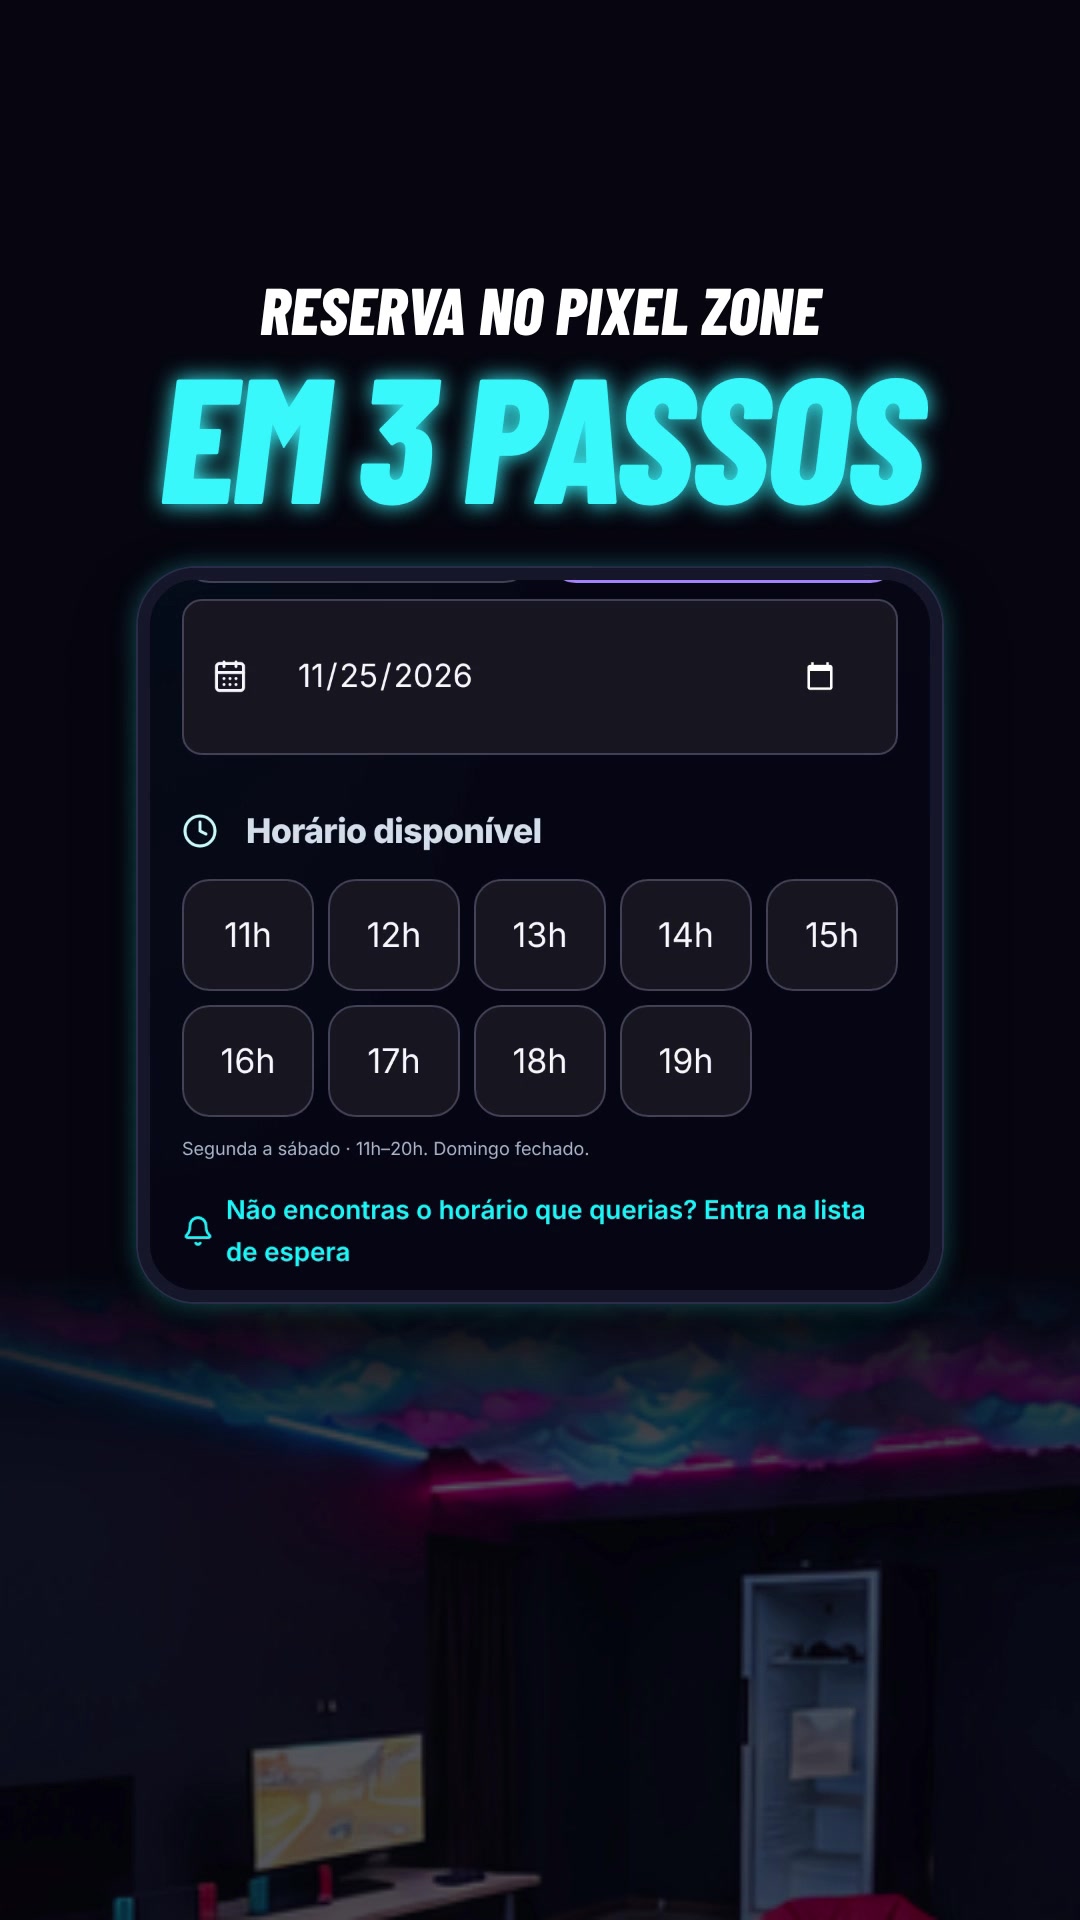 RESERVA NO PIXEL ZONE
EM 3 PASSOS
11/25/2026
Horário disponível
11h 12h 13h 14h 15h
16h 17h 18h 19h
Segunda a sábado · 11h–20h. Domingo fechado.
Não encontras o horário que querias? Entra na lista
de espera